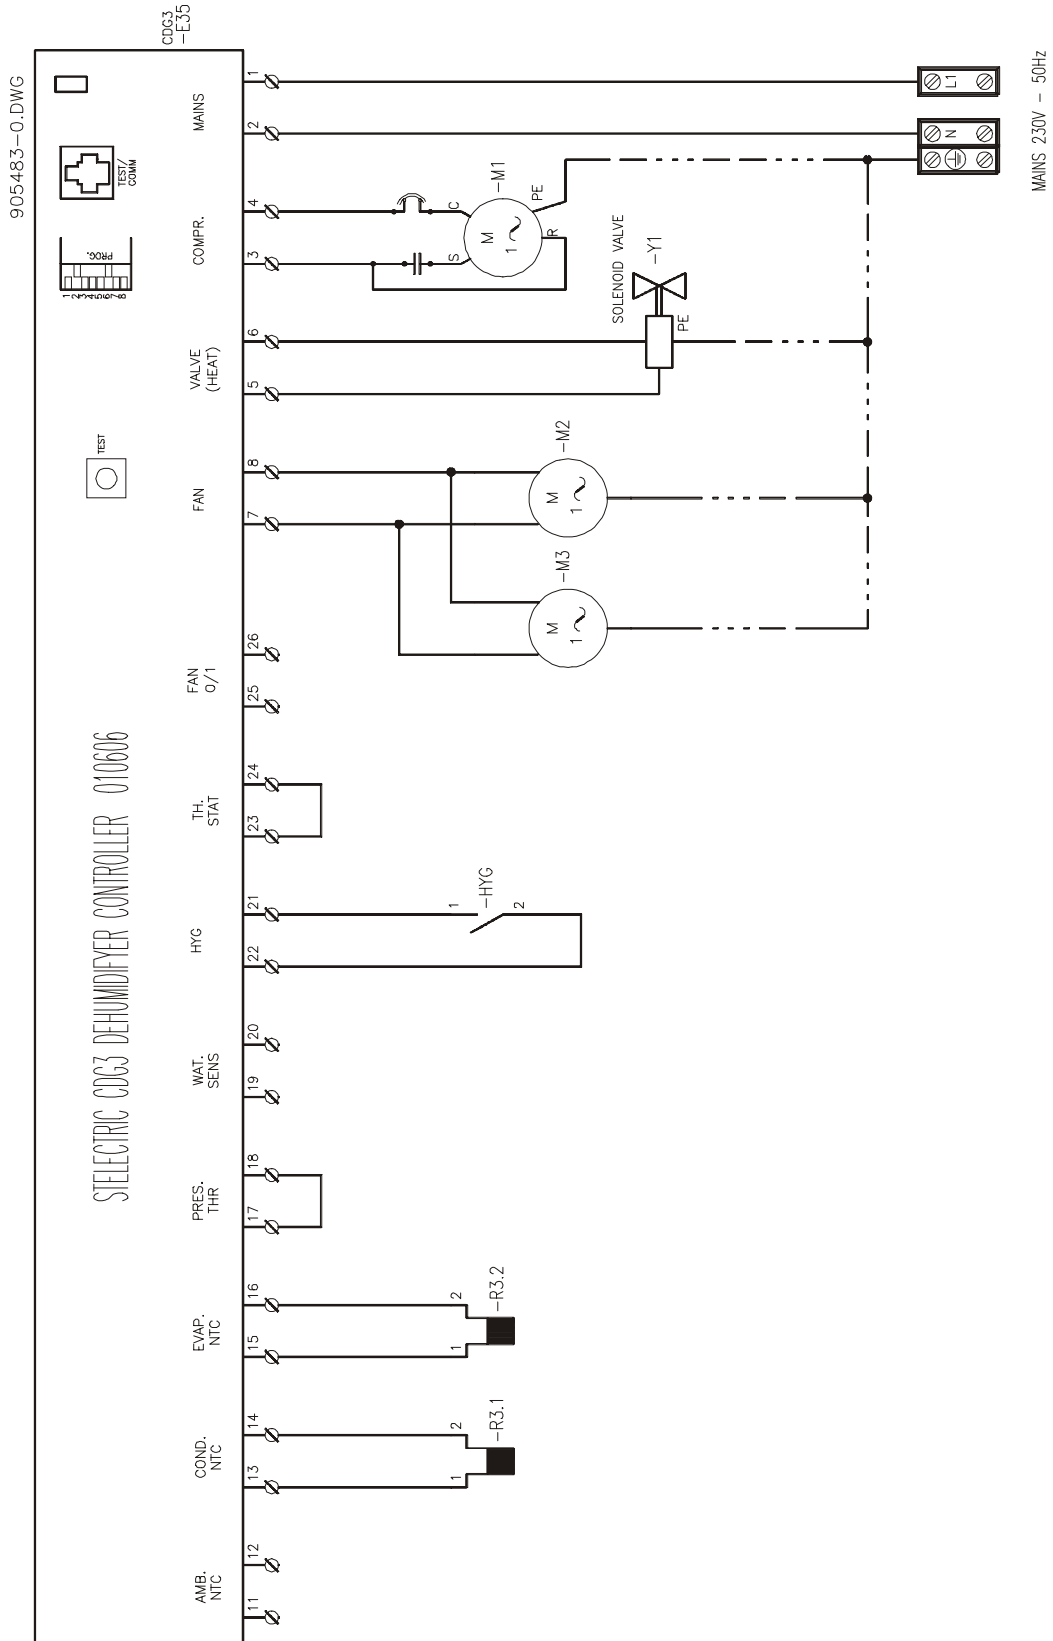 905483-0.DWG
CDG3
-E35
STELECTRIC CDG3 DEHUMIDIFYER CONTROLLER 010606
TEST/
COMM
PROG.
1
2
3
4
5
6
7
8
TEST
MAINS
1
2
COMPR.
4
3
VALVE
(HEAT)
6
5
FAN
8
7
FAN
0/1
26
25
TH.
STAT
24
23
HYG
21
22
WAT.
SENS
20
19
PRES.
THR
18
17
EVAP.
NTC
16
15
COND.
NTC
14
13
AMB.
NTC
12
11
L1
N
MAINS 230V - 50Hz
-M1
M
1
C
S
R
PE
SOLENOID VALVE
-Y1
PE
-M2
M
1
-M3
M
1
-HYG
1
2
-R3.2
2
1
-R3.1
2
1